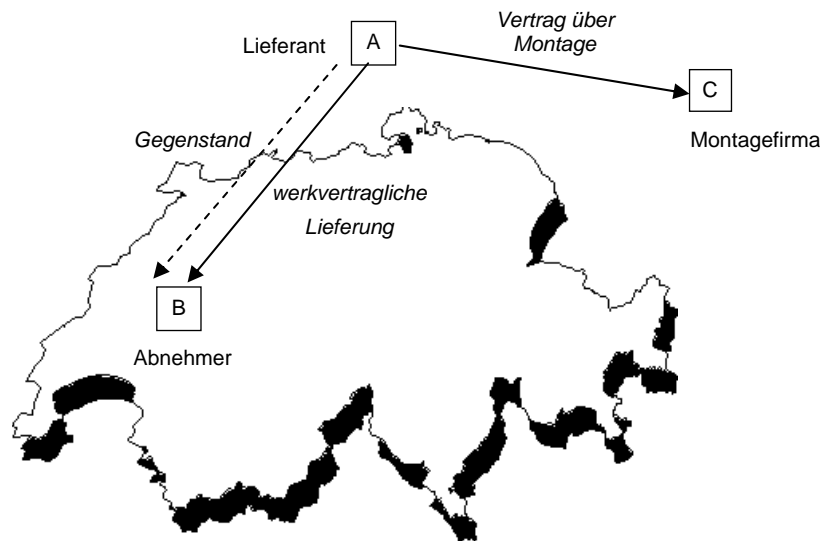 Vertrag über
Montage
Lieferant
A
C
Montagefirma
Gegenstand
werkvertragliche
Lieferung
B
Abnehmer